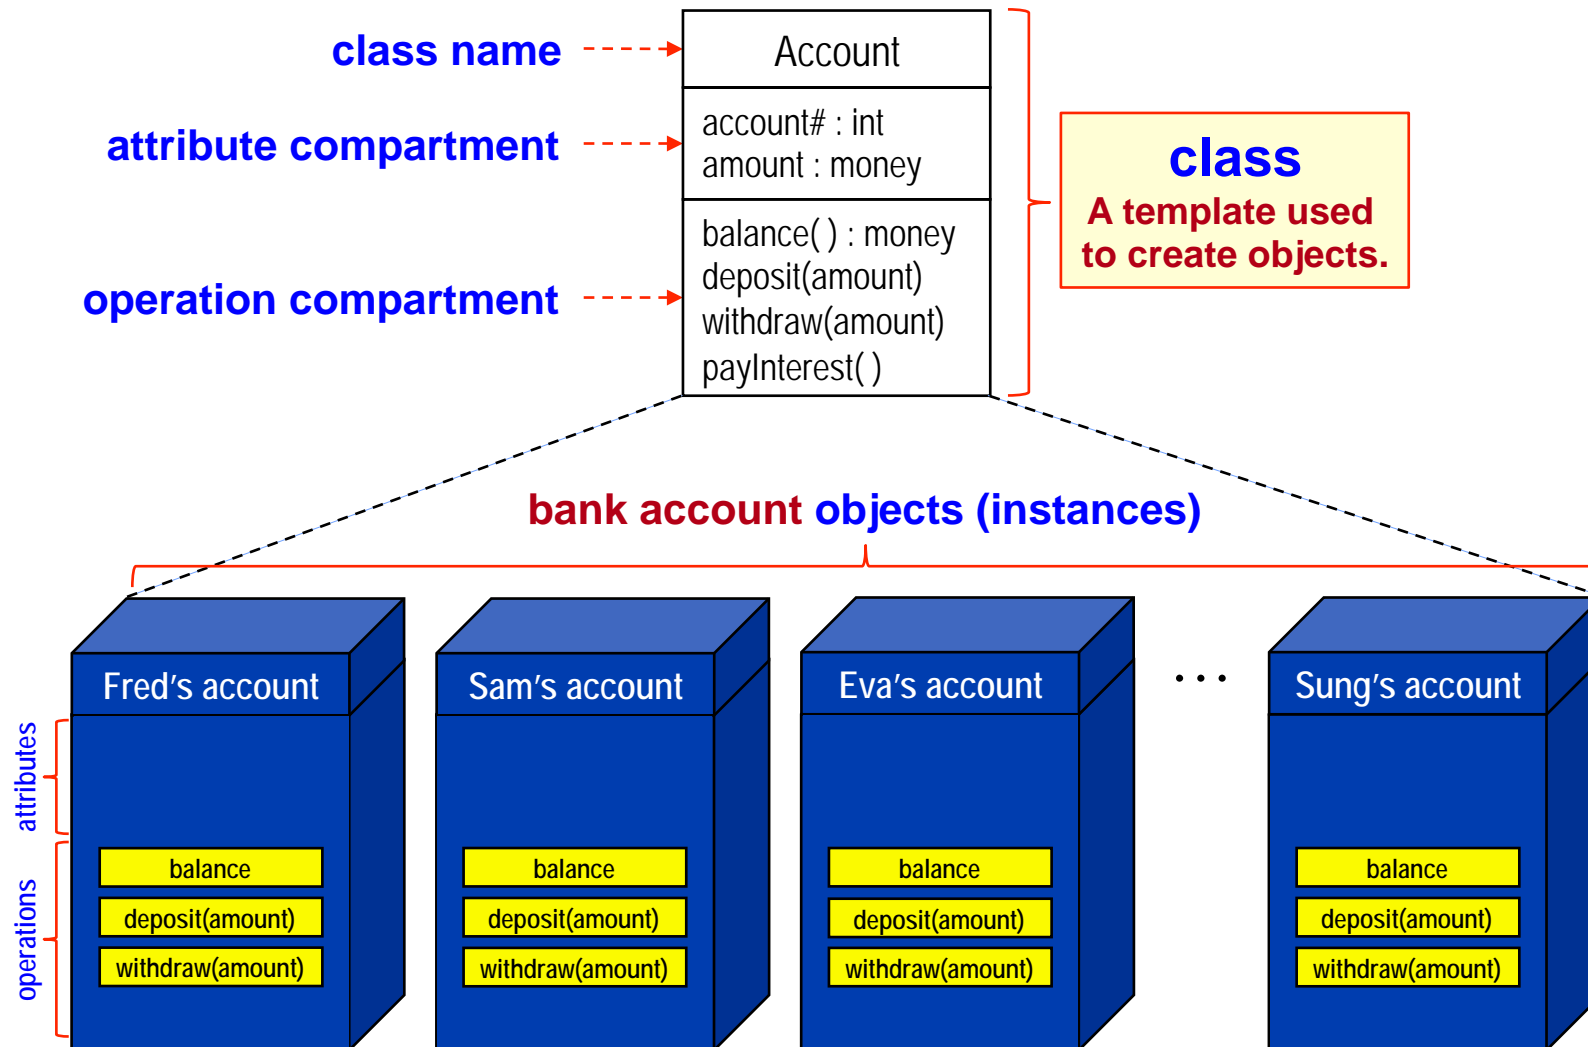 class name
Account
attribute compartment
account# : int
amount : money
operation compartment
balance( ) : money
deposit(amount)
withdraw(amount)
payInterest( )
class
A template used
to create objects.
bank account objects (instances)
Fred's account
Sam's account
Eva's account
...
Sung's account
attributes
operations
balance
deposit(amount)
withdraw(amount)
balance
deposit(amount)
withdraw(amount)
balance
deposit(amount)
withdraw(amount)
balance
deposit(amount)
withdraw(amount)